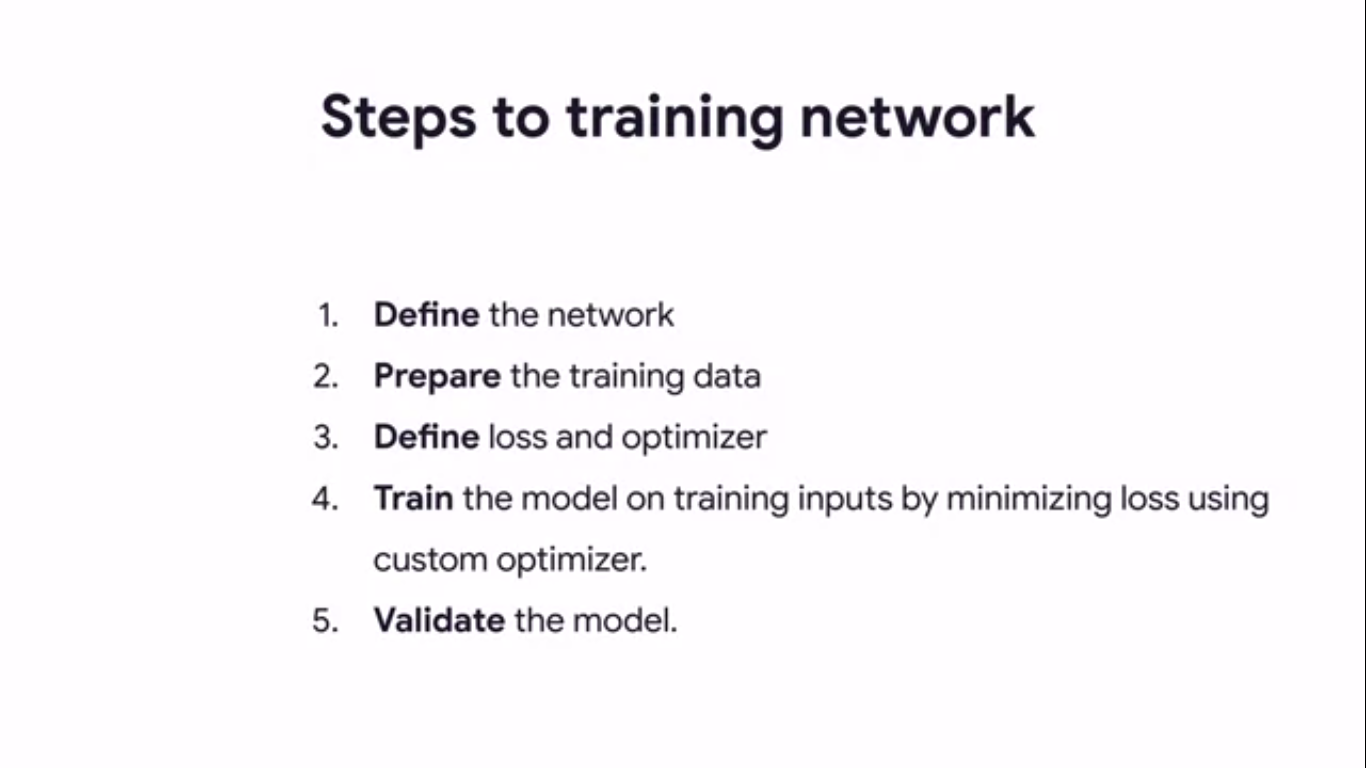 Steps to training network
1. Define the network
2. Prepare the training data
3. Define loss and optimizer
4. Train the model on training inputs by minimizing loss using
custom optimizer.
5. Validate the model.